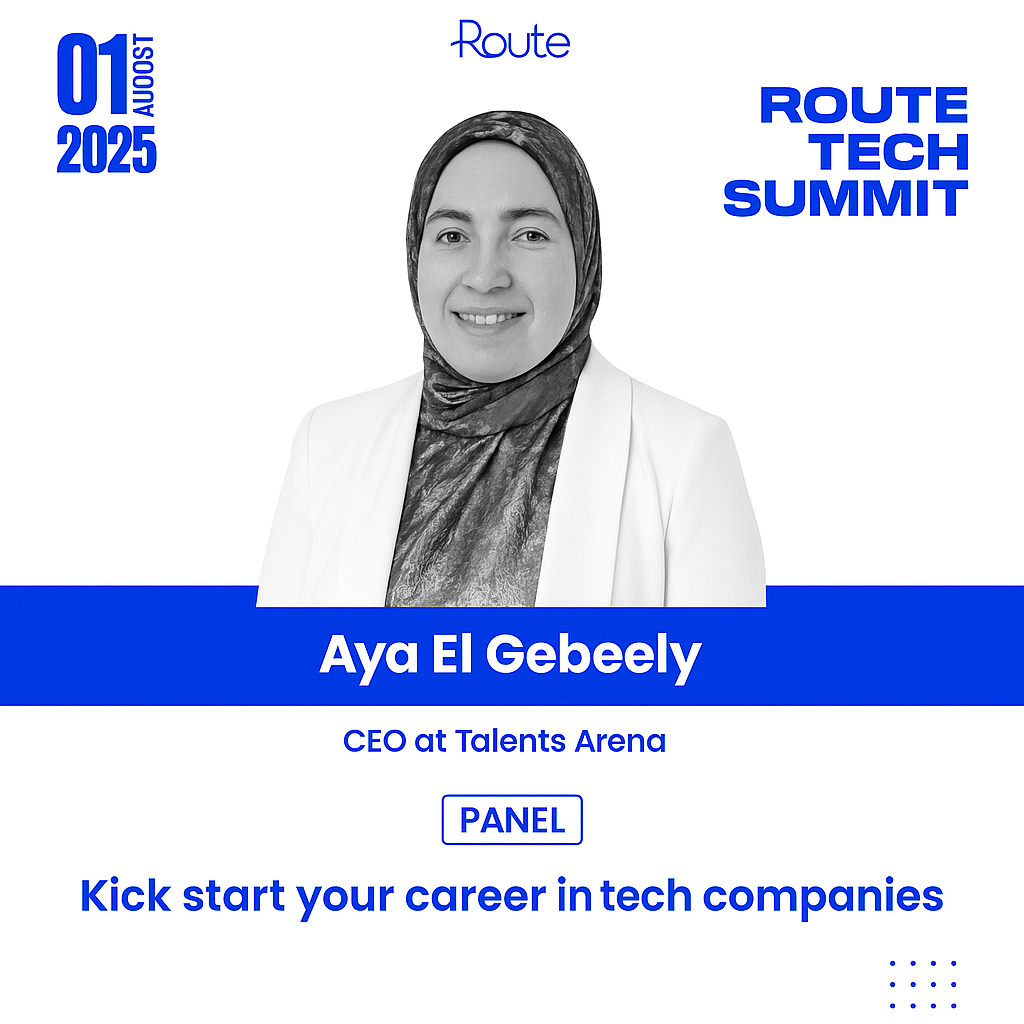 Route
01
AUOOST
2025
ROUTE
TECH
SUMMIT
Aya El Gebeely
CEO at Talents Arena
PANEL
Kick start your career in tech companies